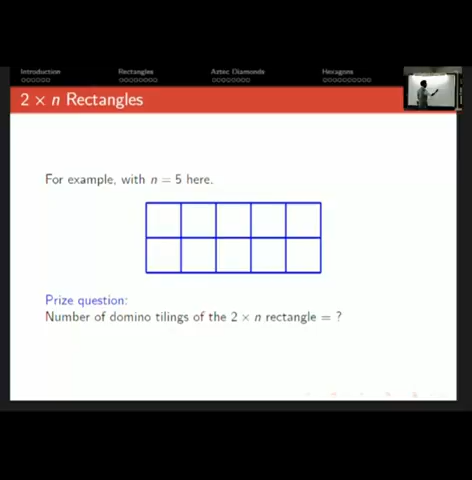 Introduction
Rectangles
Aztec Diamonds
Hexagons
2 × n Rectangles
For example, with n = 5 here.
Prize question:
Number of domino tilings of the 2 × n rectangle = ?